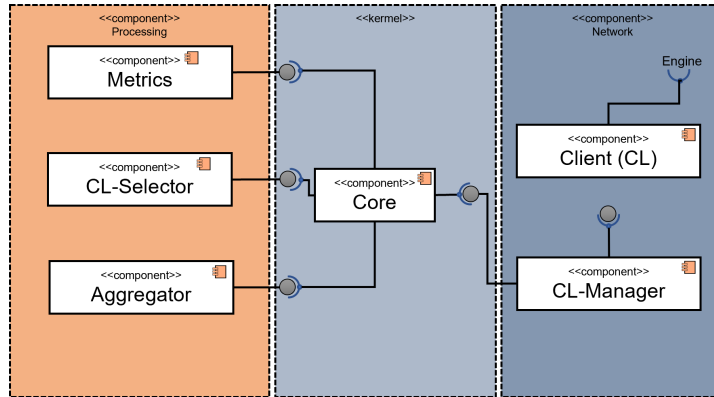 <<component>>
Processing
<<component>>
Metrics
<<component>>
CL-Selector
<<component>>
Aggregator
<<kernel>>
<<component>>
Core
<<component>>
Network
Engine
<<component>>
Client (CL)
<<component>>
CL-Manager